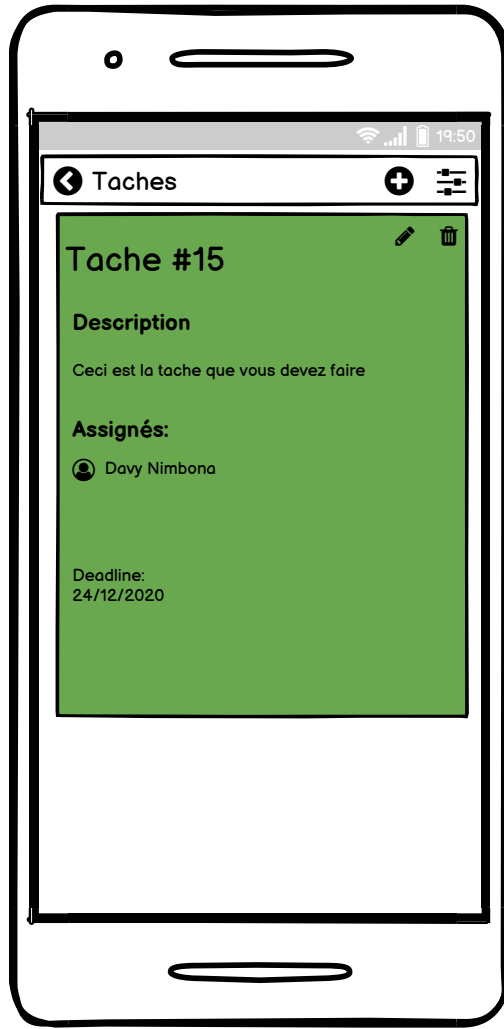 19:50
Taches
Tache #15
Description
Ceci est la tache que vous devez faire
Assignés:
Davy Nimbona
Deadline:
24/12/2020